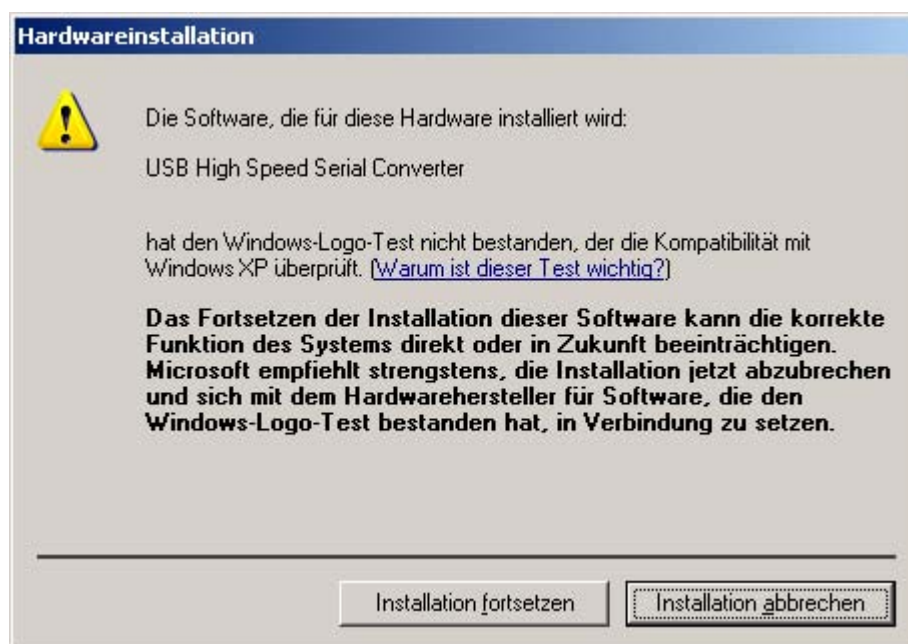 Hardwareinstallation
Die Software, die für diese Hardware installiert wird:
USB High Speed Serial Converter
hat den Windows-Logo-Test nicht bestanden, der die Kompatibilität mit
Windows XP überprüft. (Warum ist dieser Test wichtig?)
Das Fortsetzen der Installation dieser Software kann die korrekte
Funktion des Systems direkt oder in Zukunft beeinträchtigen.
Microsoft empfiehlt strengstens, die Installation jetzt abzubrechen
und sich mit dem Hardwarehersteller für Software, die den
Windows-Logo-Test bestanden hat, in Verbindung zu setzen.
Installation fortsetzen
Installation abbrechen